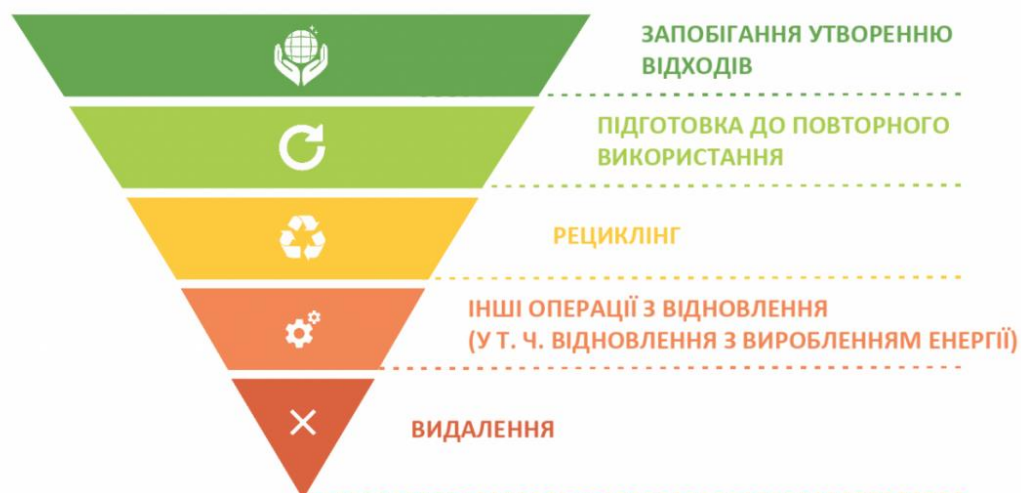 ЗАПОБІГАННЯ УТВОРЕННЮ
ВІДХОДІВ
ПІДГОТОВКА ДО ПОВТОРНОГО
ВИКОРИСТАННЯ
РЕЦИКЛІНГ
ІНШІ ОПЕРАЦІЇ З ВІДНОВЛЕННЯ
(У Т. Ч. ВІДНОВЛЕННЯ З ВИРОБЛЕННЯМ ЕНЕРГІЇ)
ВИДАЛЕННЯ